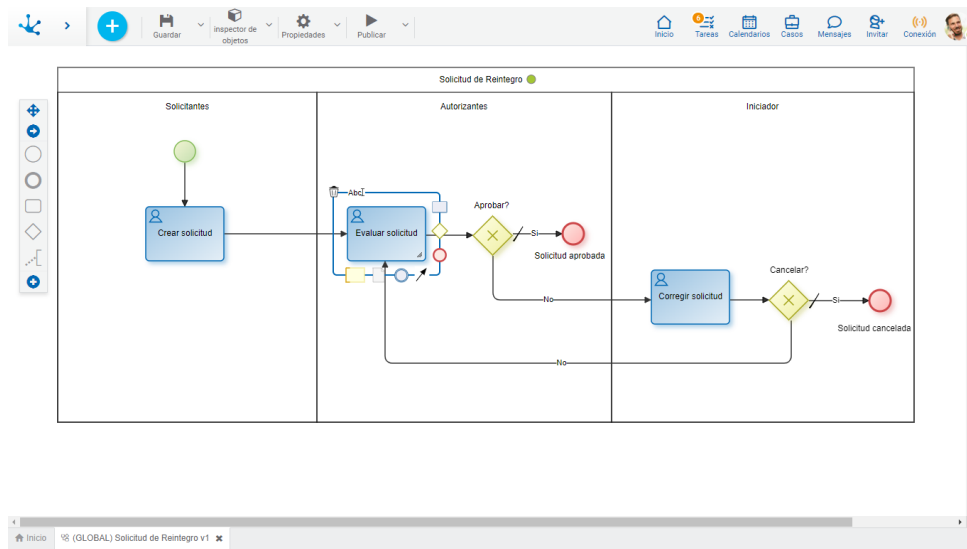 Guardar
inspector de
objetos
Propiedades
Publicar
Inicio
6
Tareas
Calendarios
Casos
Mensajes
Invitar
Conexión
Solicitud de Reintegro
Solicitantes
Autorizantes
Iniciador
Abc
Aprobar?
Crear solicitud
Evaluar solicitud
Si
Solicitud aprobada
Cancelar?
No
Corregir solicitud
Si
Solicitud cancelada
No
Inicio
(GLOBAL) Solicitud de Reintegro v1